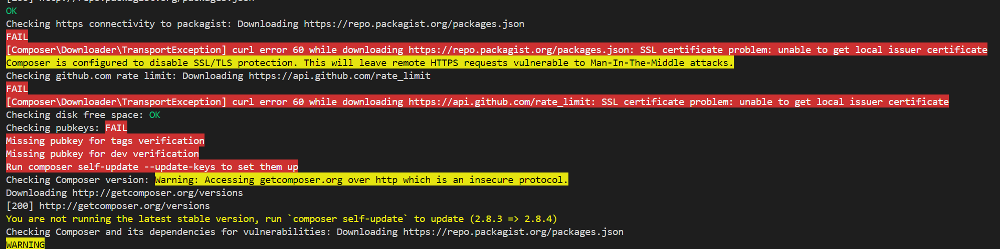 [200] http://repo.packagist.org/packages.json
OK
Checking https connectivity to packagist: Downloading https://repo.packagist.org/packages.json
FAIL
[Composer\Downloader\TransportException] curl error 60 while downloading https://repo.packagist.org/packages.json: SSL certificate problem: unable to get local issuer certificate
Composer is configured to disable SSL/TLS protection. This will leave remote HTTPS requests vulnerable to Man-In-The-Middle attacks.
Checking github.com rate limit: Downloading https://api.github.com/rate_limit
FAIL
[Composer\Downloader\TransportException] curl error 60 while downloading https://api.github.com/rate_limit: SSL certificate problem: unable to get local issuer certificate
Checking disk free space: OK
Checking pubkeys: FAIL
Missing pubkey for tags verification
Missing pubkey for dev verification
Run composer self-update --update-keys to set them up
Checking Composer version: Warning: Accessing getcomposer.org over http which is an insecure protocol.
Downloading http://getcomposer.org/versions
[200] http://getcomposer.org/versions
You are not running the latest stable version, run `composer self-update` to update (2.8.3 => 2.8.4)
Checking Composer and its dependencies for vulnerabilities: Downloading https://repo.packagist.org/packages.json
WARNING